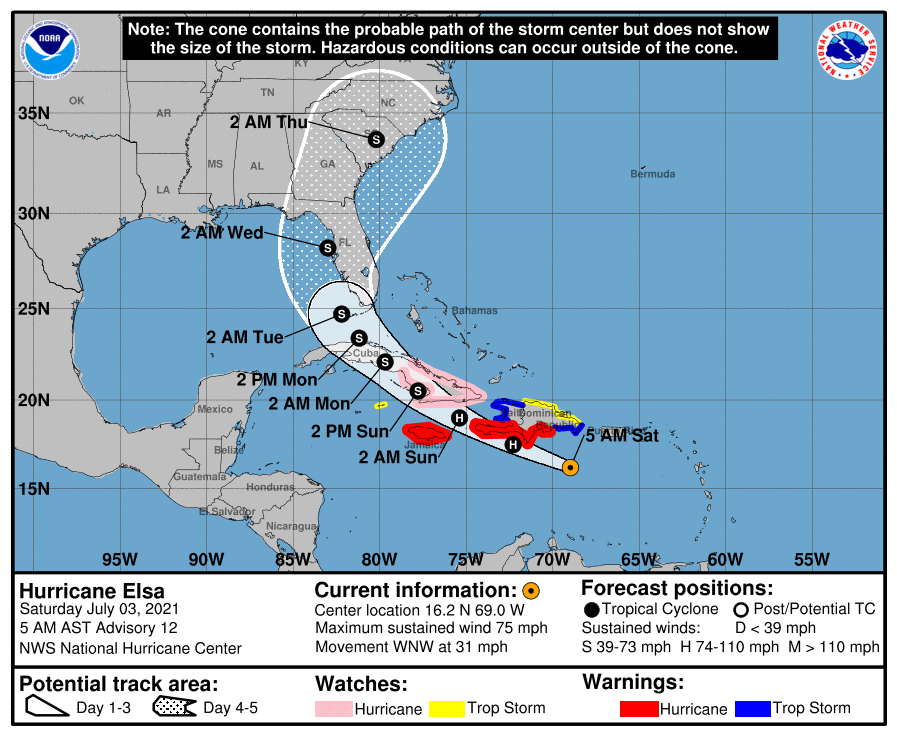 Note: The cone contains the probable path of the storm center but does not show
the size of the storm. Hazardous conditions can occur outside of the cone.
NOAA
NATIONAL WEATHER SERVICE
KY
OK
TN
NC
AR
35N
2 AM Thu
S
MS
AL
GA
Bermuda
LA
30N
2 AM Wed
S
FL
25N
S
Bahamas
2 AM Tue
S
Cuba
S
2 PM Mon
S
20N
2 AM Mon
Mexico
H
Dominican
Republic
2 PM Sun
5 AM Sat
H
Jamaica
Belize
2 AM Sun
Guatemala
15N
Honduras
El Salvador
Nicaragua
95W 90W 85W 80W 75W 70W 65W 60W 55W
Hurricane Elsa
Saturday July 03, 2021
5 AM AST Advisory 12
NWS National Hurricane Center
Current information:
Center location 16.2 N 69.0 W
Maximum sustained wind 75 mph
Movement WNW at 31 mph
Forecast positions:
Tropical Cyclone Post/Potential TC
Sustained winds: D < 39 mph
S 39-73 mph H 74-110 mph M > 110 mph
Potential track area:
Day 1-3 Day 4-5
Watches:
Hurricane Trop Storm
Warnings:
Hurricane Trop Storm